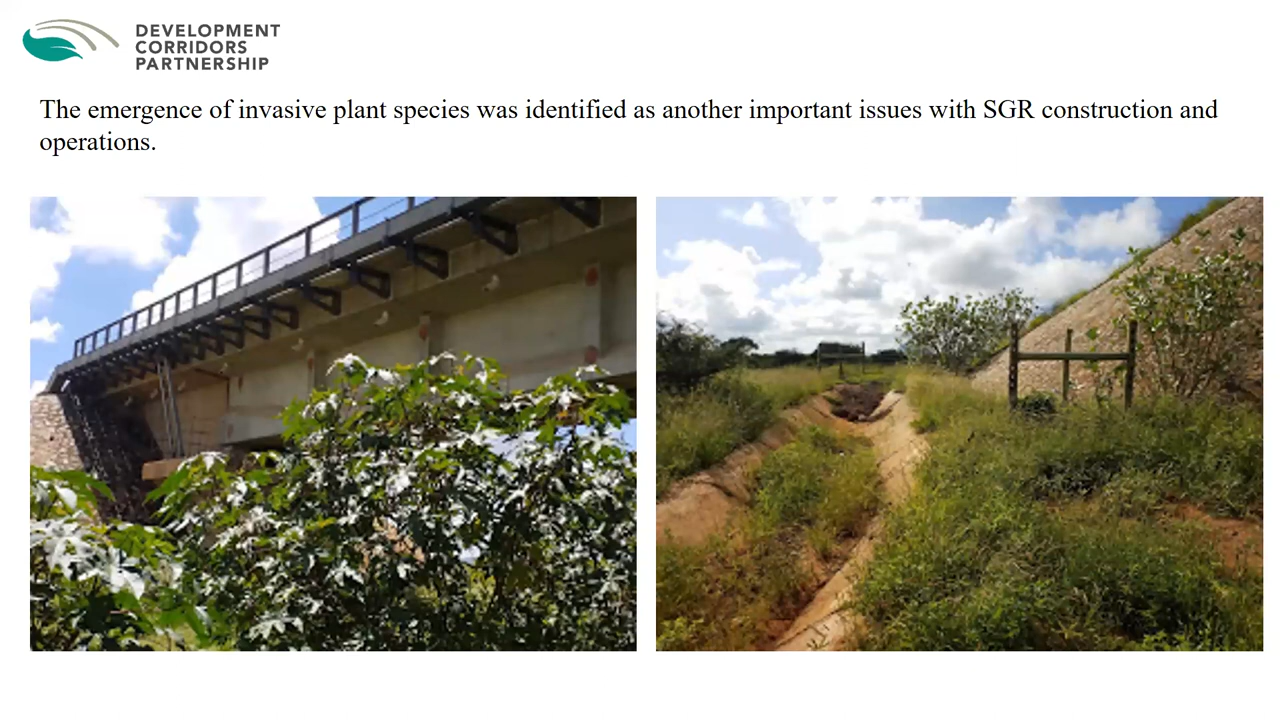 DEVELOPMENT
CORRIDORS
PARTNERSHIP
The emergence of invasive plant species was identified as another important issues with SGR construction and
operations.